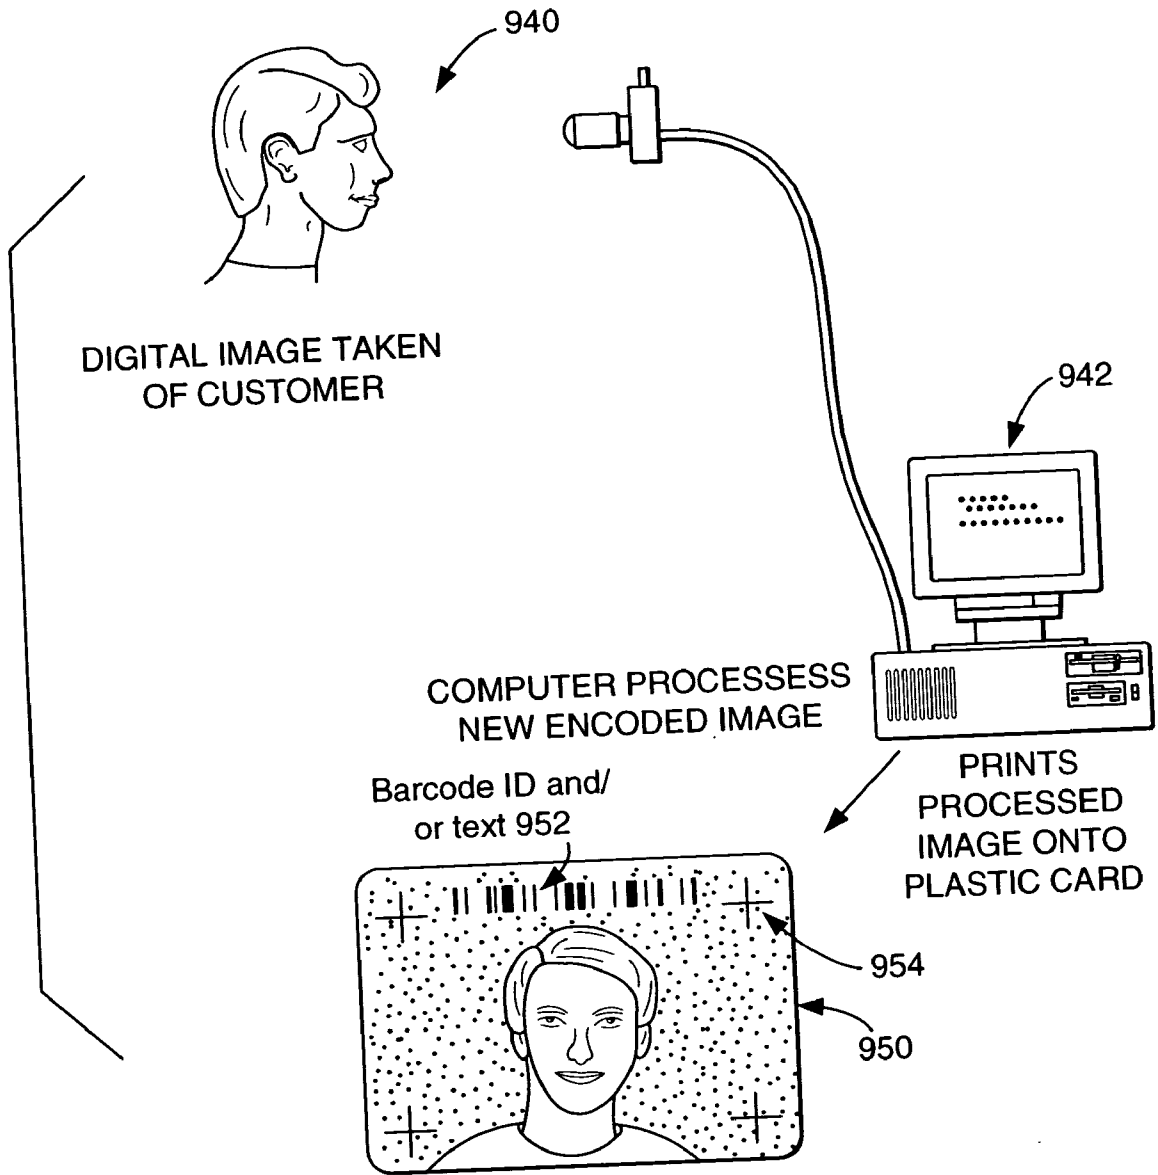 940
DIGITAL IMAGE TAKEN
OF CUSTOMER
942
COMPUTER PROCESSESS
NEW ENCODED IMAGE
PRINTS
PROCESSED
IMAGE ONTO
PLASTIC CARD
Barcode ID and/
or text 952
954
950